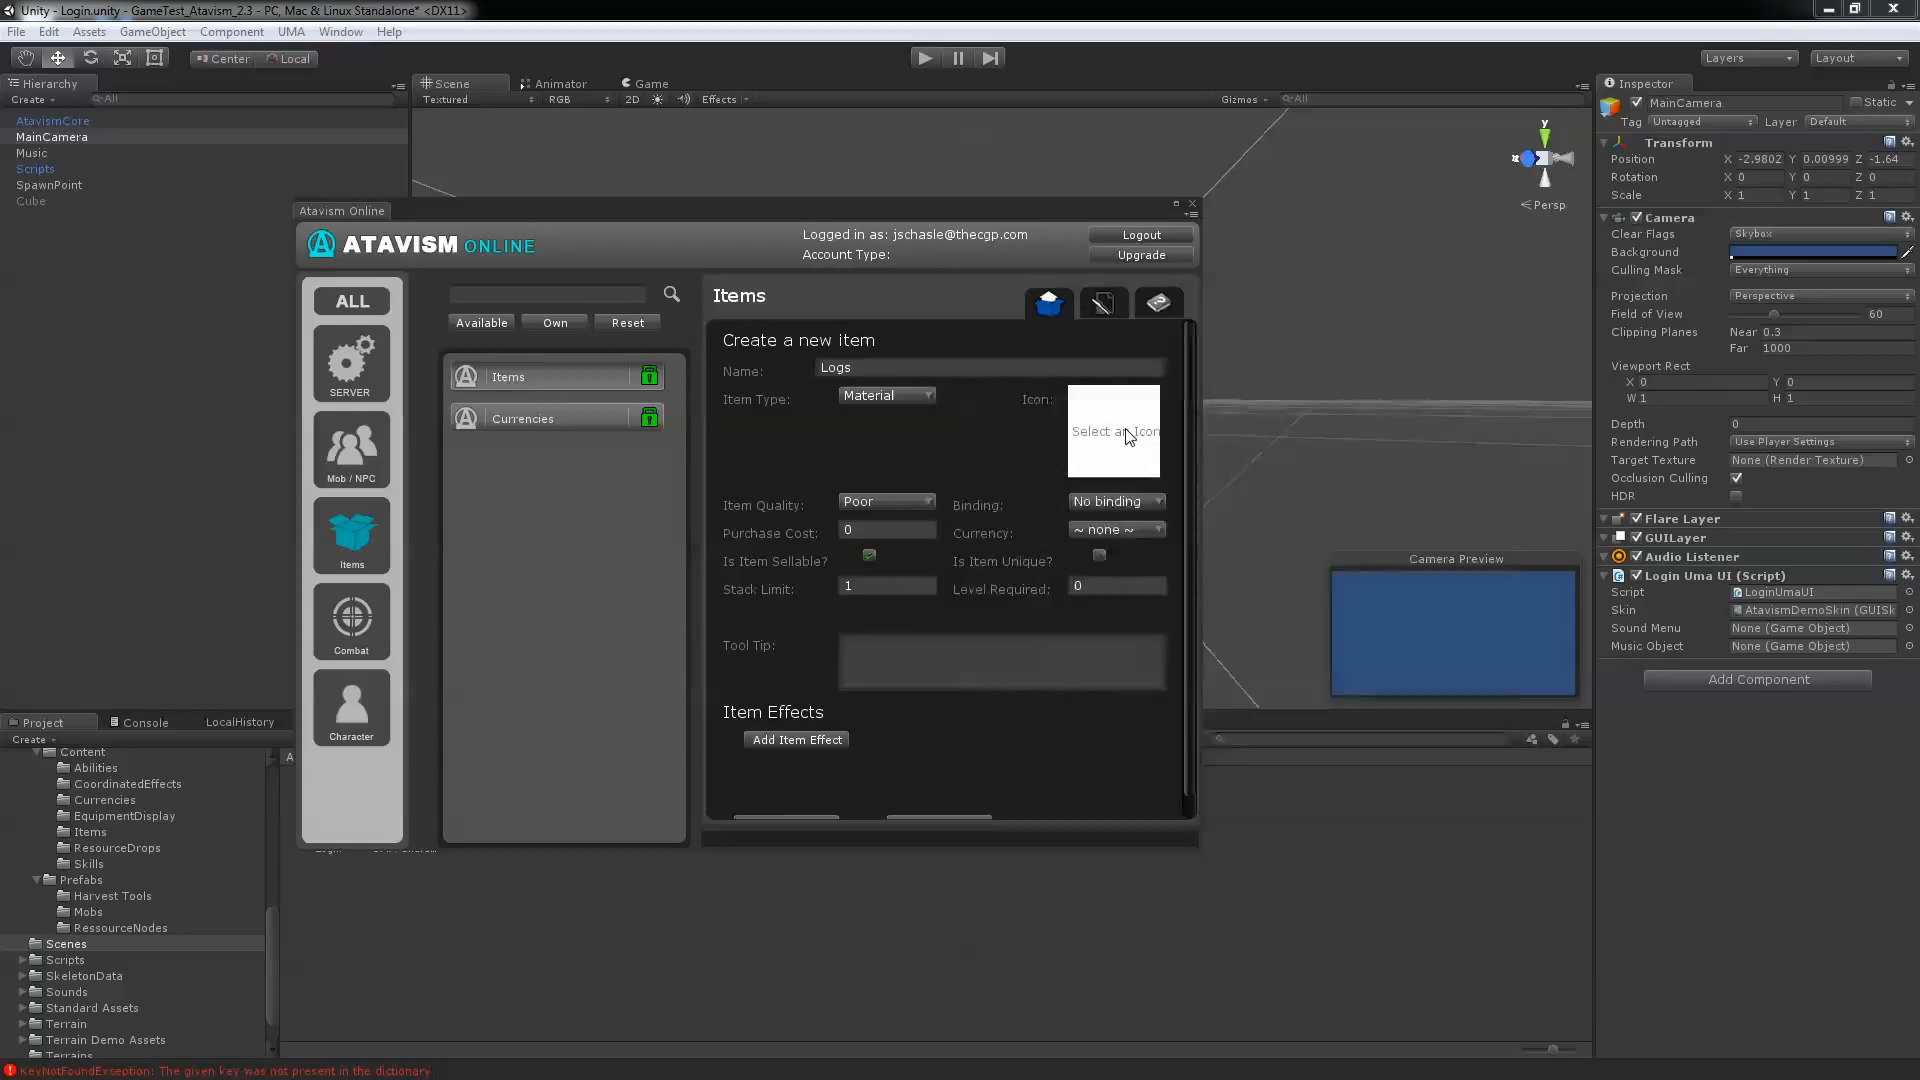 Unity - Login.unity - GameTest_Atavism_2.3 - PC, Mac & Linux Standalone* <DX11>
File Edit Assets GameObject Component UMA Window Help
Center Local Layers Layout
Hierarchy
Create All
AtavismCore
MainCamera
Music
Scripts
SpawnPoint
Cube
Scene Animator Game
Textured RGB 2D Effects Gizmos All
y
x
Persp
Atavism Online
ATAVISM ONLINE
Logged in as: jschasle@thecgp.com
Account Type:
Logout
Upgrade
ALL
SERVER
Mob / NPC
Items
Combat
Character
Available Own Reset
Items
Currencies
Items
Create a new item
Name: Logs
Item Type: Material Icon: Select an Icon
Item Quality: Poor Binding: No binding
Purchase Cost: 0 Currency: ~ none ~
Is Item Sellable? Is Item Unique?
Stack Limit: 1 Level Required: 0
Tool Tip:
Item Effects
Add Item Effect
Camera Preview
Inspector
MainCamera Static
Tag Untagged Layer Default
Transform
Position X -2.9802 Y 0.00999 Z -1.64
Rotation X 0 Y 0 Z 0
Scale X 1 Y 1 Z 1
Camera
Clear Flags Skybox
Background
Culling Mask Everything
Projection Perspective
Field of View 60
Clipping Planes Near 0.3
Far 1000
Viewport Rect
X 0 Y 0
W 1 H 1
Depth 0
Rendering Path Use Player Settings
Target Texture None (Render Texture)
Occlusion Culling
HDR
Flare Layer
GUILayer
Audio Listener
Login Uma UI (Script)
Script LoginUmaUI
Skin AtavismDemoSkin (GUISk
Sound Menu None (Game Object)
Music Object None (Game Object)
Add Component
Project Console LocalHistory
Create
Content
Abilities
CoordinatedEffects
Currencies
EquipmentDisplay
Items
ResourceDrops
Skills
Prefabs
Harvest Tools
Mobs
RessourceNodes
Scenes
Scripts
SkeletonData
Sounds
Standard Assets
Terrain
Terrain Demo Assets
Terrains
KeyNotFoundException: The given key was not present in the dictionary